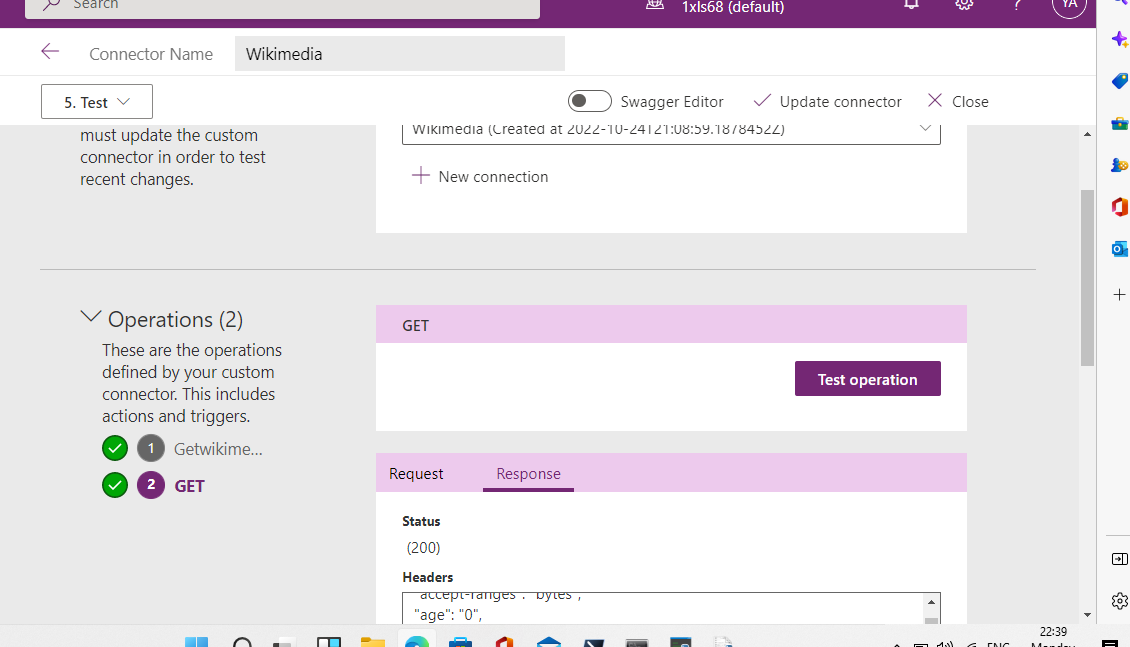 Search
1xls68 (default)
YA
Connector Name
Wikimedia
5. Test
Swagger Editor
Update connector
Close
must update the custom
connector in order to test
recent changes.
Wikimedia (Created at 2022-10-24T21:08:59.1878452Z)
New connection
Operations (2)
These are the operations
defined by your custom
connector. This includes
actions and triggers.
1 Getwikime...
2 GET
GET
Test operation
Request
Response
Status
(200)
Headers
"accept-ranges": "bytes",
"age": "0",
22:39
ENG
Monday